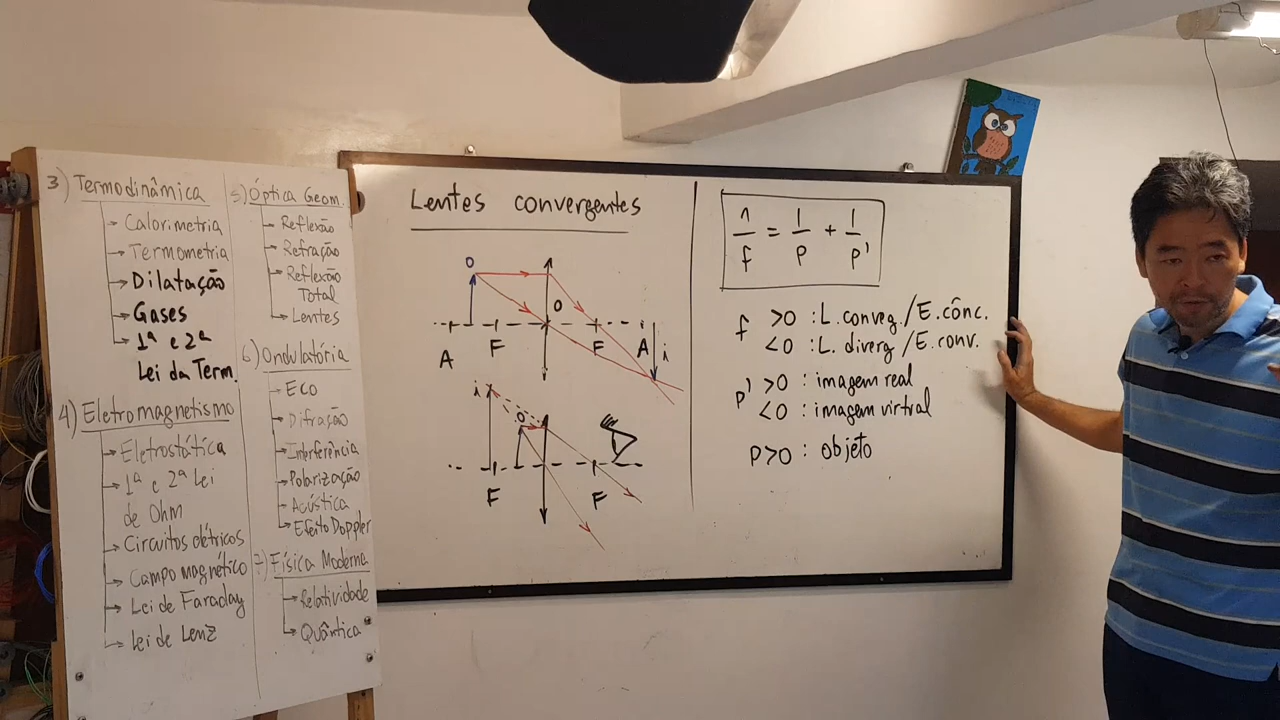 3) Termodinâmica
Calorimetria
Termometria
Dilatação
Gases
1ª e 2ª
Lei da Term.
4) Eletromagnetismo
Eletrostática
1ª e 2ª Lei
de Ohm
Circuitos elétricos
Campo magnético
Lei de Faraday
Lei de Lenz
5) Óptica Geom.
Reflexão
Refração
Reflexão
Total
Lentes
6) Ondulatória
Eco
Difração
Interferência
Polarização
Acústica
Efeito Doppler
7) Física Moderna
Relatividade
Quântica
Lentes convergentes
o
O
A F F A i
i
o
F F
1/f = 1/p + 1/p'
f >0 : L. converg./E. cônc.
<0 : L. diverg/E. conv.
p' >0 : imagem real
<0 : imagem virtual
p>0 : objeto